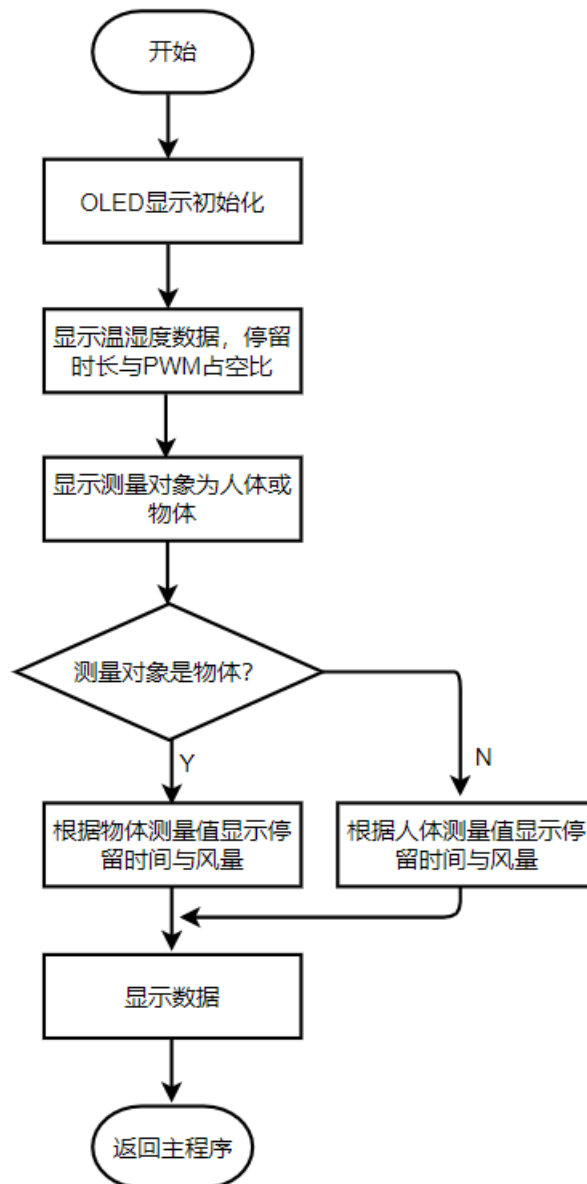 开始
OLED显示初始化
显示温湿度数据，停留
时长与PWM占空比
显示测量对象为人体或
物体
测量对象是物体?
Y
N
根据物体测量值显示停
留时间与风量
根据人体测量值显示停
留时间与风量
显示数据
返回主程序